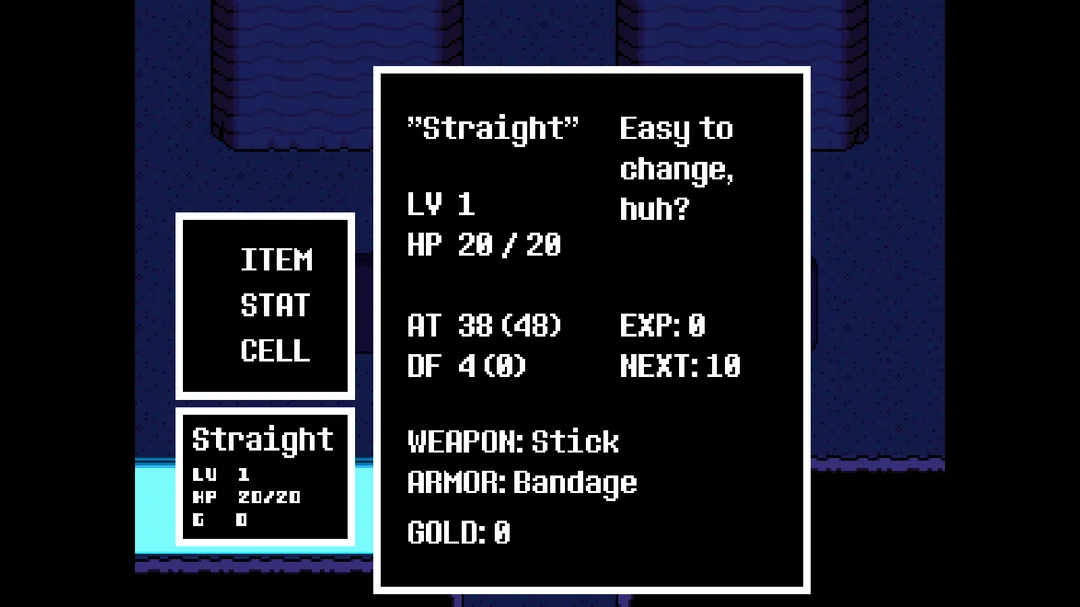 ITEM
STAT
CELL
Straight
LV 1
HP 20/20
G 0
”Straight”
Easy to
change,
huh?
LV 1
HP 20 / 20
AT 38 (48)
DF 4 (0)
EXP: 0
NEXT: 10
WEAPON: Stick
ARMOR: Bandage
GOLD: 0